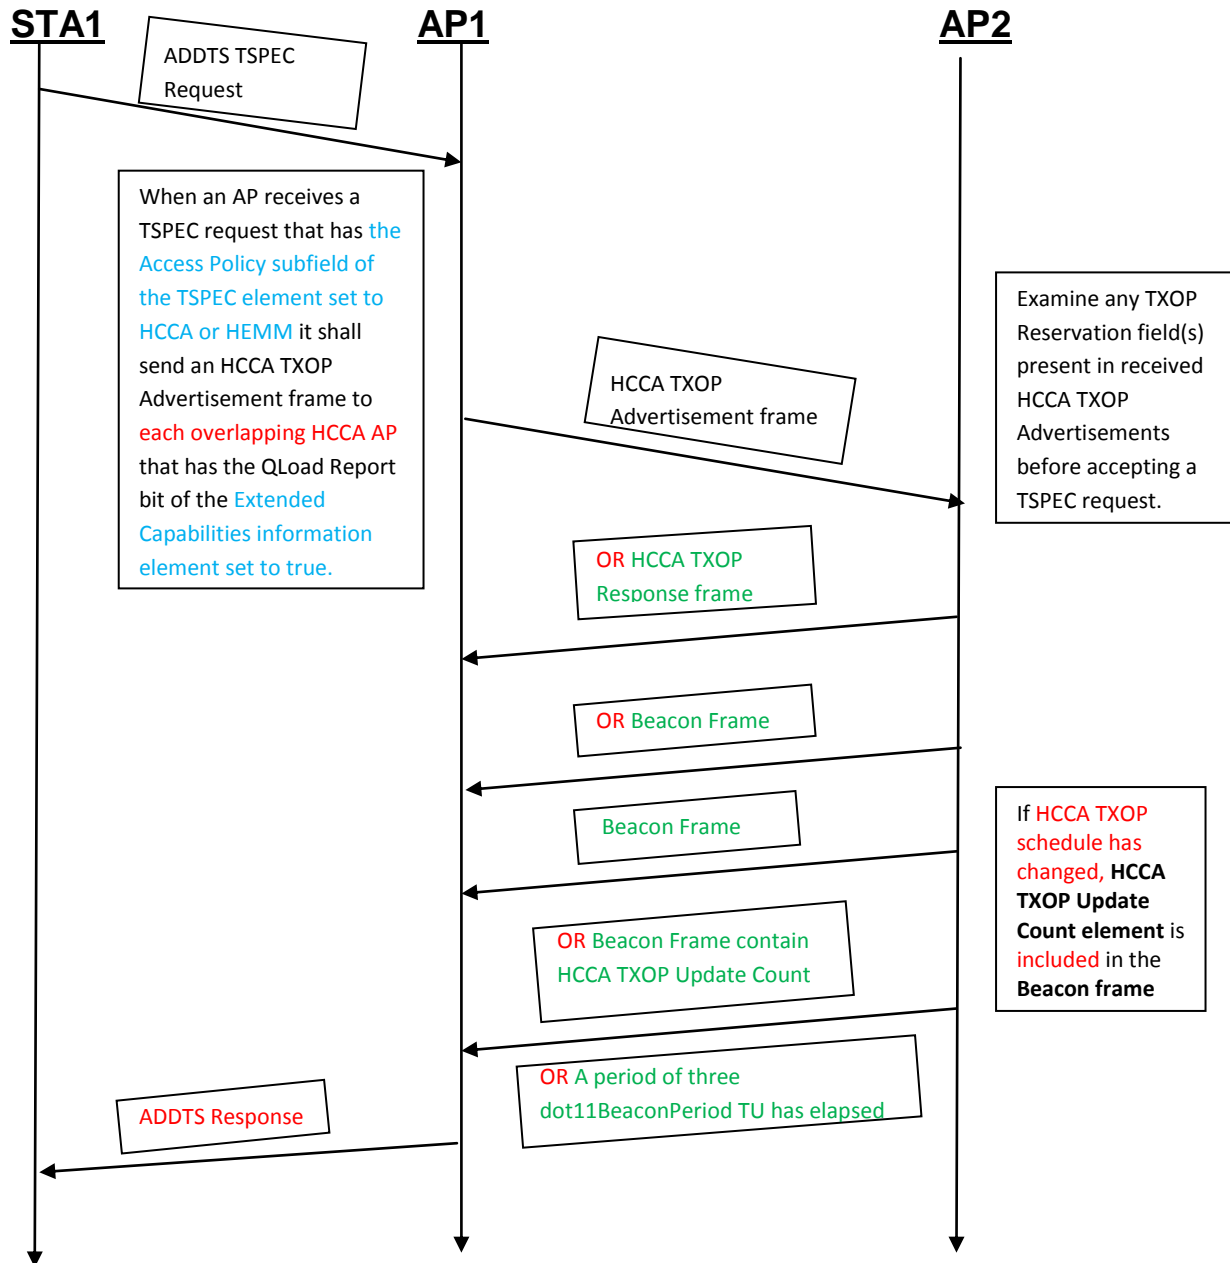 STA1
AP1
AP2
ADDTS TSPEC
Request
When an AP receives a
TSPEC request that has the
Access Policy subfield of
the TSPEC element set to
HCCA or HEMM it shall
send an HCCA TXOP
Advertisement frame to
each overlapping HCCA AP
that has the QLoad Report
bit of the Extended
Capabilities information
element set to true.
Examine any TXOP
Reservation field(s)
present in received
HCCA TXOP
Advertisements
before accepting a
TSPEC request.
HCCA TXOP
Advertisement frame
OR HCCA TXOP
Response frame
OR Beacon Frame
Beacon Frame
If HCCA TXOP
schedule has
changed, HCCA
TXOP Update
Count element is
included in the
Beacon frame
OR Beacon Frame contain
HCCA TXOP Update Count
OR A period of three
dot11BeaconPeriod TU has elapsed
ADDTS Response